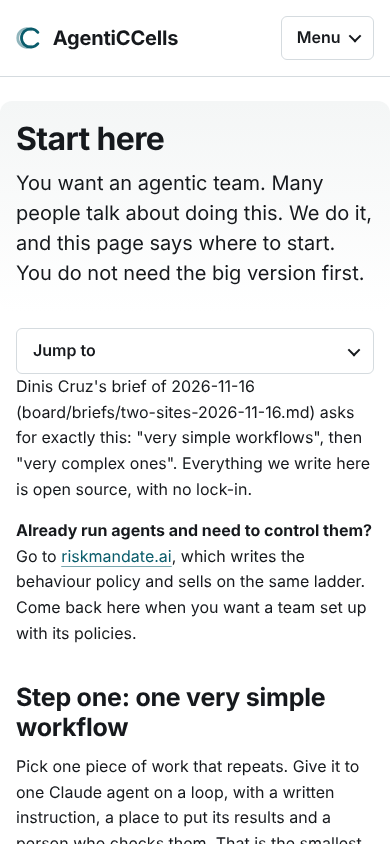 AgentiCCells
Menu
Start here
You want an agentic team. Many
people talk about doing this. We do it,
and this page says where to start.
You do not need the big version first.
Jump to
Dinis Cruz's brief of 2026-11-16
(board/briefs/two-sites-2026-11-16.md) asks
for exactly this: "very simple workflows", then
"very complex ones". Everything we write here
is open source, with no lock-in.
Already run agents and need to control them?
Go to riskmandate.ai, which writes the
behaviour policy and sells on the same ladder.
Come back here when you want a team set up
with its policies.
Step one: one very simple
workflow
Pick one piece of work that repeats. Give it to
one Claude agent on a loop, with a written
instruction, a place to put its results and a
person who checks them. That is the smallest